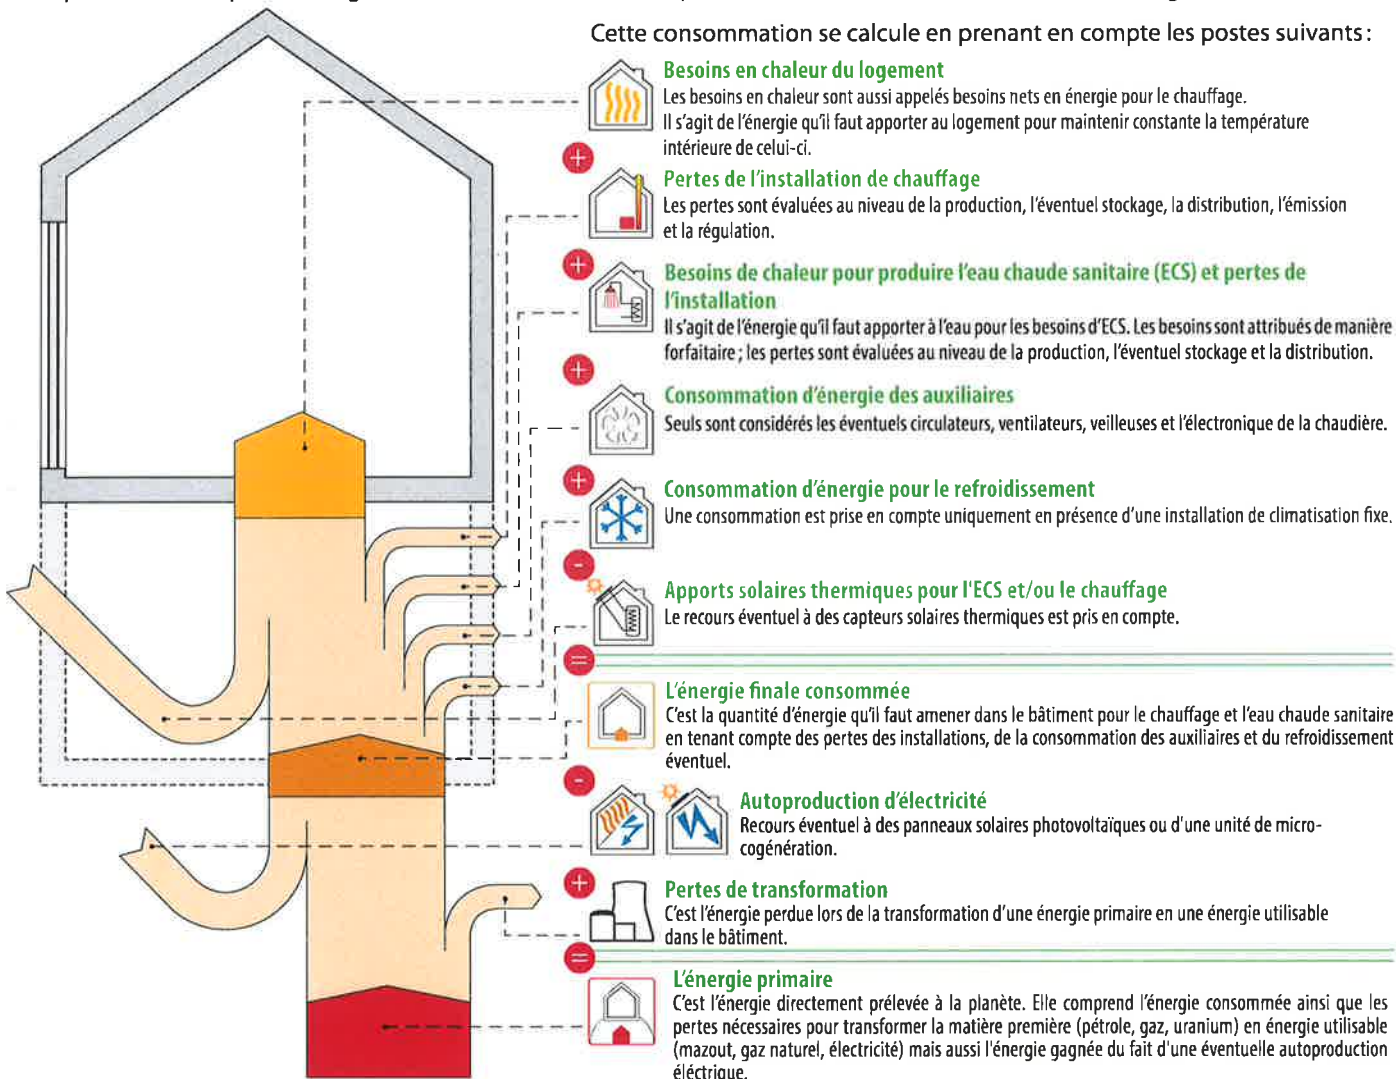 Cette consommation se calcule en prenant en compte les postes suivants :
Besoins en chaleur du logement
Les besoins en chaleur sont aussi appelés besoins nets en énergie pour le chauffage.
Il s'agit de l'énergie qu'il faut apporter au logement pour maintenir constante la température
intérieure de celui-ci.
+
Pertes de l'installation de chauffage
Les pertes sont évaluées au niveau de la production, l'éventuel stockage, la distribution, l'émission
et la régulation.
+
Besoins de chaleur pour produire l'eau chaude sanitaire (ECS) et pertes de
l'installation
Il s'agit de l'énergie qu'il faut apporter à l'eau pour les besoins d'ECS. Les besoins sont attribués de manière
forfaitaire ; les pertes sont évaluées au niveau de la production, l'éventuel stockage et la distribution.
+
Consommation d'énergie des auxiliaires
Seuls sont considérés les éventuels circulateurs, ventilateurs, veilleuses et l'électronique de la chaudière.
+
Consommation d'énergie pour le refroidissement
Une consommation est prise en compte uniquement en présence d'une installation de climatisation fixe.
-
Apports solaires thermiques pour l'ECS et/ou le chauffage
Le recours éventuel à des capteurs solaires thermiques est pris en compte.
=
L'énergie finale consommée
C'est la quantité d'énergie qu'il faut amener dans le bâtiment pour le chauffage et l'eau chaude sanitaire
en tenant compte des pertes des installations, de la consommation des auxiliaires et du refroidissement
éventuel.
-
Autoproduction d'électricité
Recours éventuel à des panneaux solaires photovoltaïques ou d'une unité de micro-
cogénération.
+
Pertes de transformation
C'est l'énergie perdue lors de la transformation d'une énergie primaire en une énergie utilisable
dans le bâtiment.
=
L'énergie primaire
C'est l'énergie directement prélevée à la planète. Elle comprend l'énergie consommée ainsi que les
pertes nécessaires pour transformer la matière première (pétrole, gaz, uranium) en énergie utilisable
(mazout, gaz naturel, électricité) mais aussi l'énergie gagnée du fait d'une éventuelle autoproduction
éléctrique.